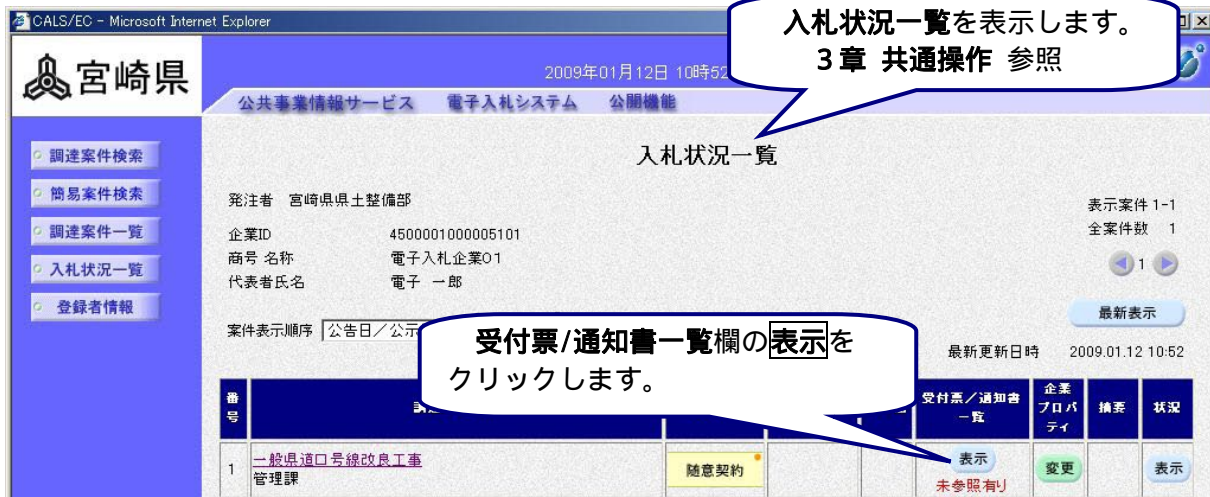 CALS/EC - Microsoft Internet Explorer
入札状況一覧を表示します。
3章 共通操作 参照
宮崎県
2009年01月12日 10時52
公共事業情報サービス 電子入札システム 公開機能
調達案件検索
簡易案件検索
調達案件一覧
入札状況一覧
登録者情報
入札状況一覧
発注者 宮崎県県土整備部
表示案件 1-1
全案件数 1
企業ID 4500001000005101
商号 名称 電子入札企業01
代表者氏名 電子 一郎
1
最新表示
案件表示順序 公告日/公示
受付票/通知書一覧欄の表示を
クリックします。
最新更新日時 2009.01.12 10:52
番号
受付票/通知書一覧
企業プロパティ
摘要
状況
1 一般県道口号線改良工事
管理課
随意契約
表示
未参照有り
変更
表示